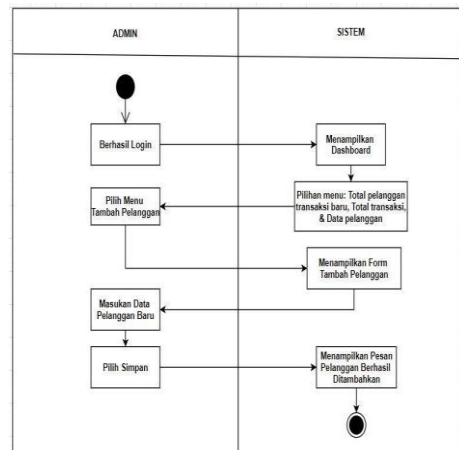 ADMIN
SISTEM
Berhasil Login
Menampilkan
Dashboard
Pilihan menu: Total pelanggan
transaksi baru, Total transaksi,
& Data pelanggan
Pilih Menu
Tambah Pelanggan
Menampilkan Form
Tambah Pelanggan
Masukan Data
Pelanggan Baru
Pilih Simpan
Menampilkan Pesan
Pelanggan Berhasil
Ditambahkan